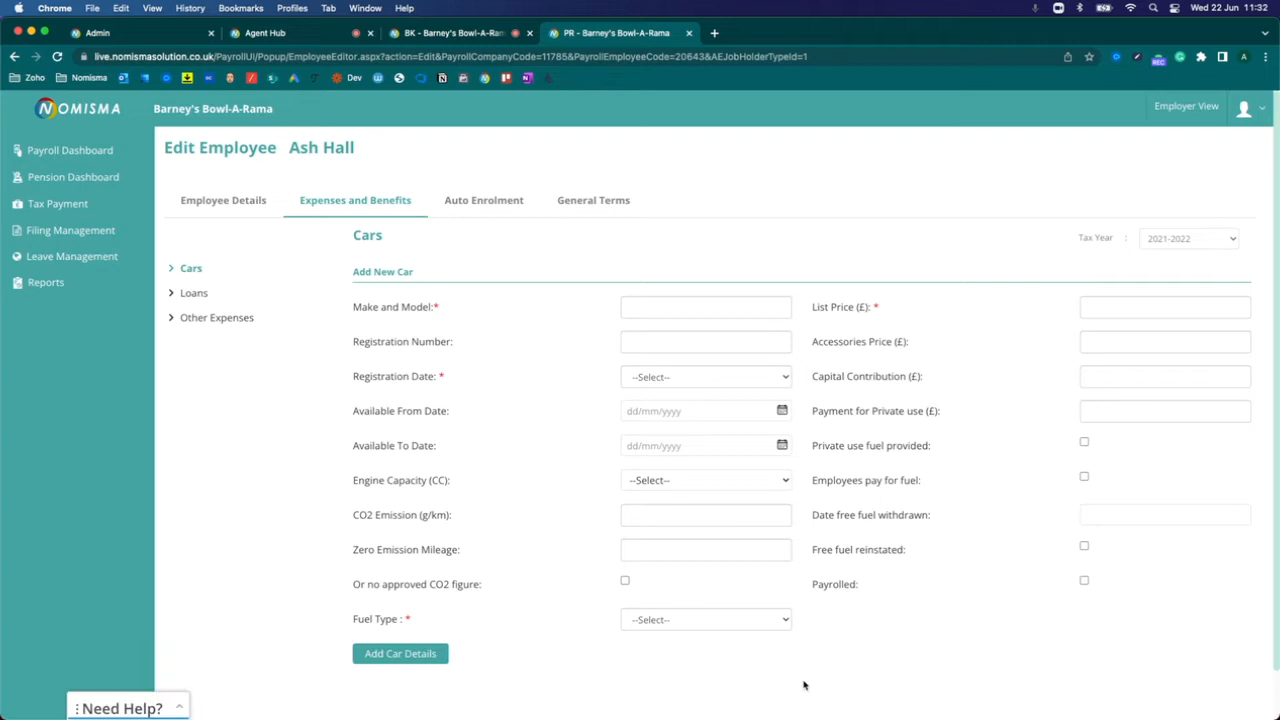 Chrome File Edit View History Bookmarks Profiles Tab Window Help Wed 22 Jun 11:32
Admin Agent Hub BK - Barney's Bowl-A-Ram PR - Barney's Bowl-A-Rama
live.nomismasolution.co.uk/PayrollUI/Popup/EmployeeEditor.aspx?action=Edit&PayrollCompanyCode=11785&PayrollEmployeeCode=20643&AEJobHolderTypeId=1
Zoho Nomisma Dev
NOMISMA Barney's Bowl-A-Rama Employer View
Edit Employee Ash Hall
Payroll Dashboard
Pension Dashboard
Tax Payment
Filing Management
Leave Management
Reports
Employee Details Expenses and Benefits Auto Enrolment General Terms
Cars
Loans
Other Expenses
Cars Tax Year : 2021-2022
Add New Car
Make and Model:* List Price (£): *
Registration Number: Accessories Price (£):
Registration Date: * --Select-- Capital Contribution (£):
Available From Date: dd/mm/yyyy Payment for Private use (£):
Available To Date: dd/mm/yyyy Private use fuel provided:
Engine Capacity (CC): --Select-- Employees pay for fuel:
CO2 Emission (g/km): Date free fuel withdrawn:
Zero Emission Mileage: Free fuel reinstated:
Or no approved CO2 figure: Payrolled:
Fuel Type : * --Select--
Add Car Details
Need Help?